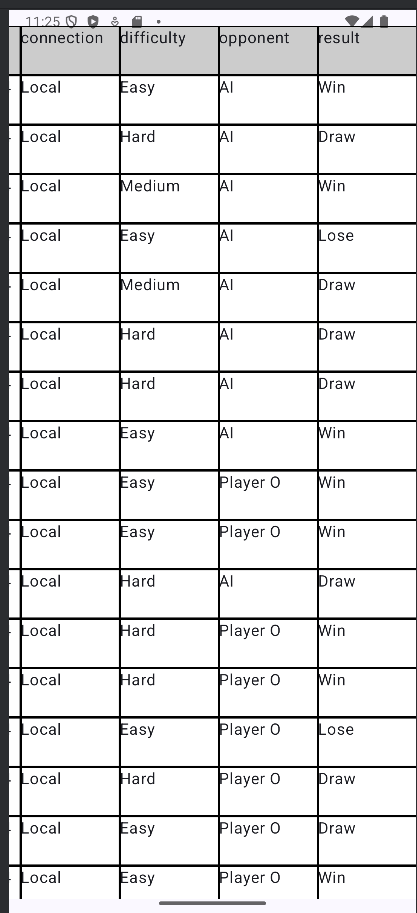 11:25
connection difficulty opponent result
Local Easy AI Win
Local Hard AI Draw
Local Medium AI Win
Local Easy AI Lose
Local Medium AI Draw
Local Hard AI Draw
Local Hard AI Draw
Local Easy AI Win
Local Easy Player O Win
Local Easy Player O Win
Local Hard AI Draw
Local Hard Player O Win
Local Hard Player O Win
Local Easy Player O Lose
Local Hard Player O Draw
Local Easy Player O Draw
Local Easy Player O Win